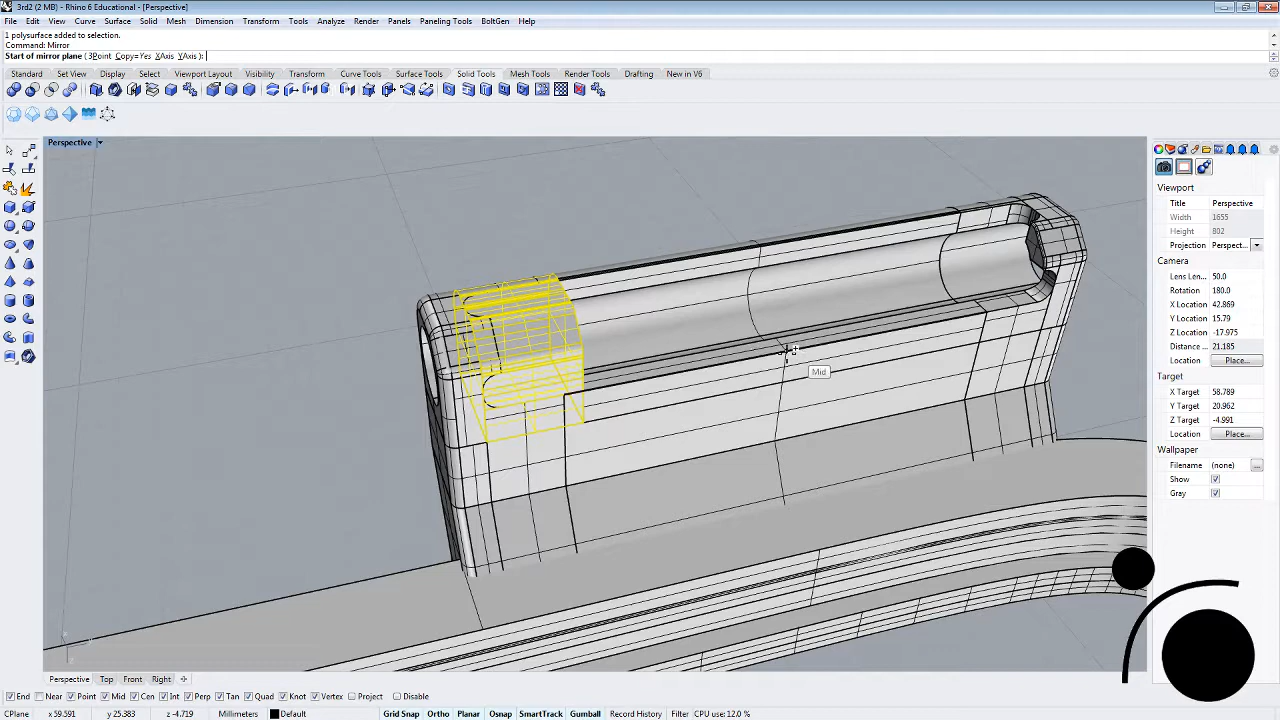 3rd2 (2 MB) - Rhino 6 Educational - [Perspective]
File Edit View Curve Surface Solid Mesh Dimension Transform Tools Analyze Render Panels Paneling Tools BoltGen Help
1 polysurface added to selection.
Command: Mirror
Start of mirror plane ( 3Point Copy=Yes XAxis YAxis ):
Standard Set View Display Select Viewport Layout Visibility Transform Curve Tools Surface Tools Solid Tools Mesh Tools Render Tools Drafting New in V6
Perspective
Viewport
Title Perspective
Width 1655
Height 802
Projection Perspect...
Camera
Lens Len... 50.0
Rotation 180.0
X Location 42.869
Y Location 15.79
Z Location -17.975
Distance ... 21.185
Location Place...
Target
X Target 58.789
Y Target 20.962
Z Target -4.991
Location Place...
Wallpaper
Filename (none) ...
Show
Gray
Mid
Perspective Top Front Right
End Near Point Mid Cen Int Perp Tan Quad Knot Vertex Project Disable
CPlane x 59.591 y 25.383 z -4.719 Millimeters Default Grid Snap Ortho Planar Osnap SmartTrack Gumball Record History Filter CPU use: 12.0 %